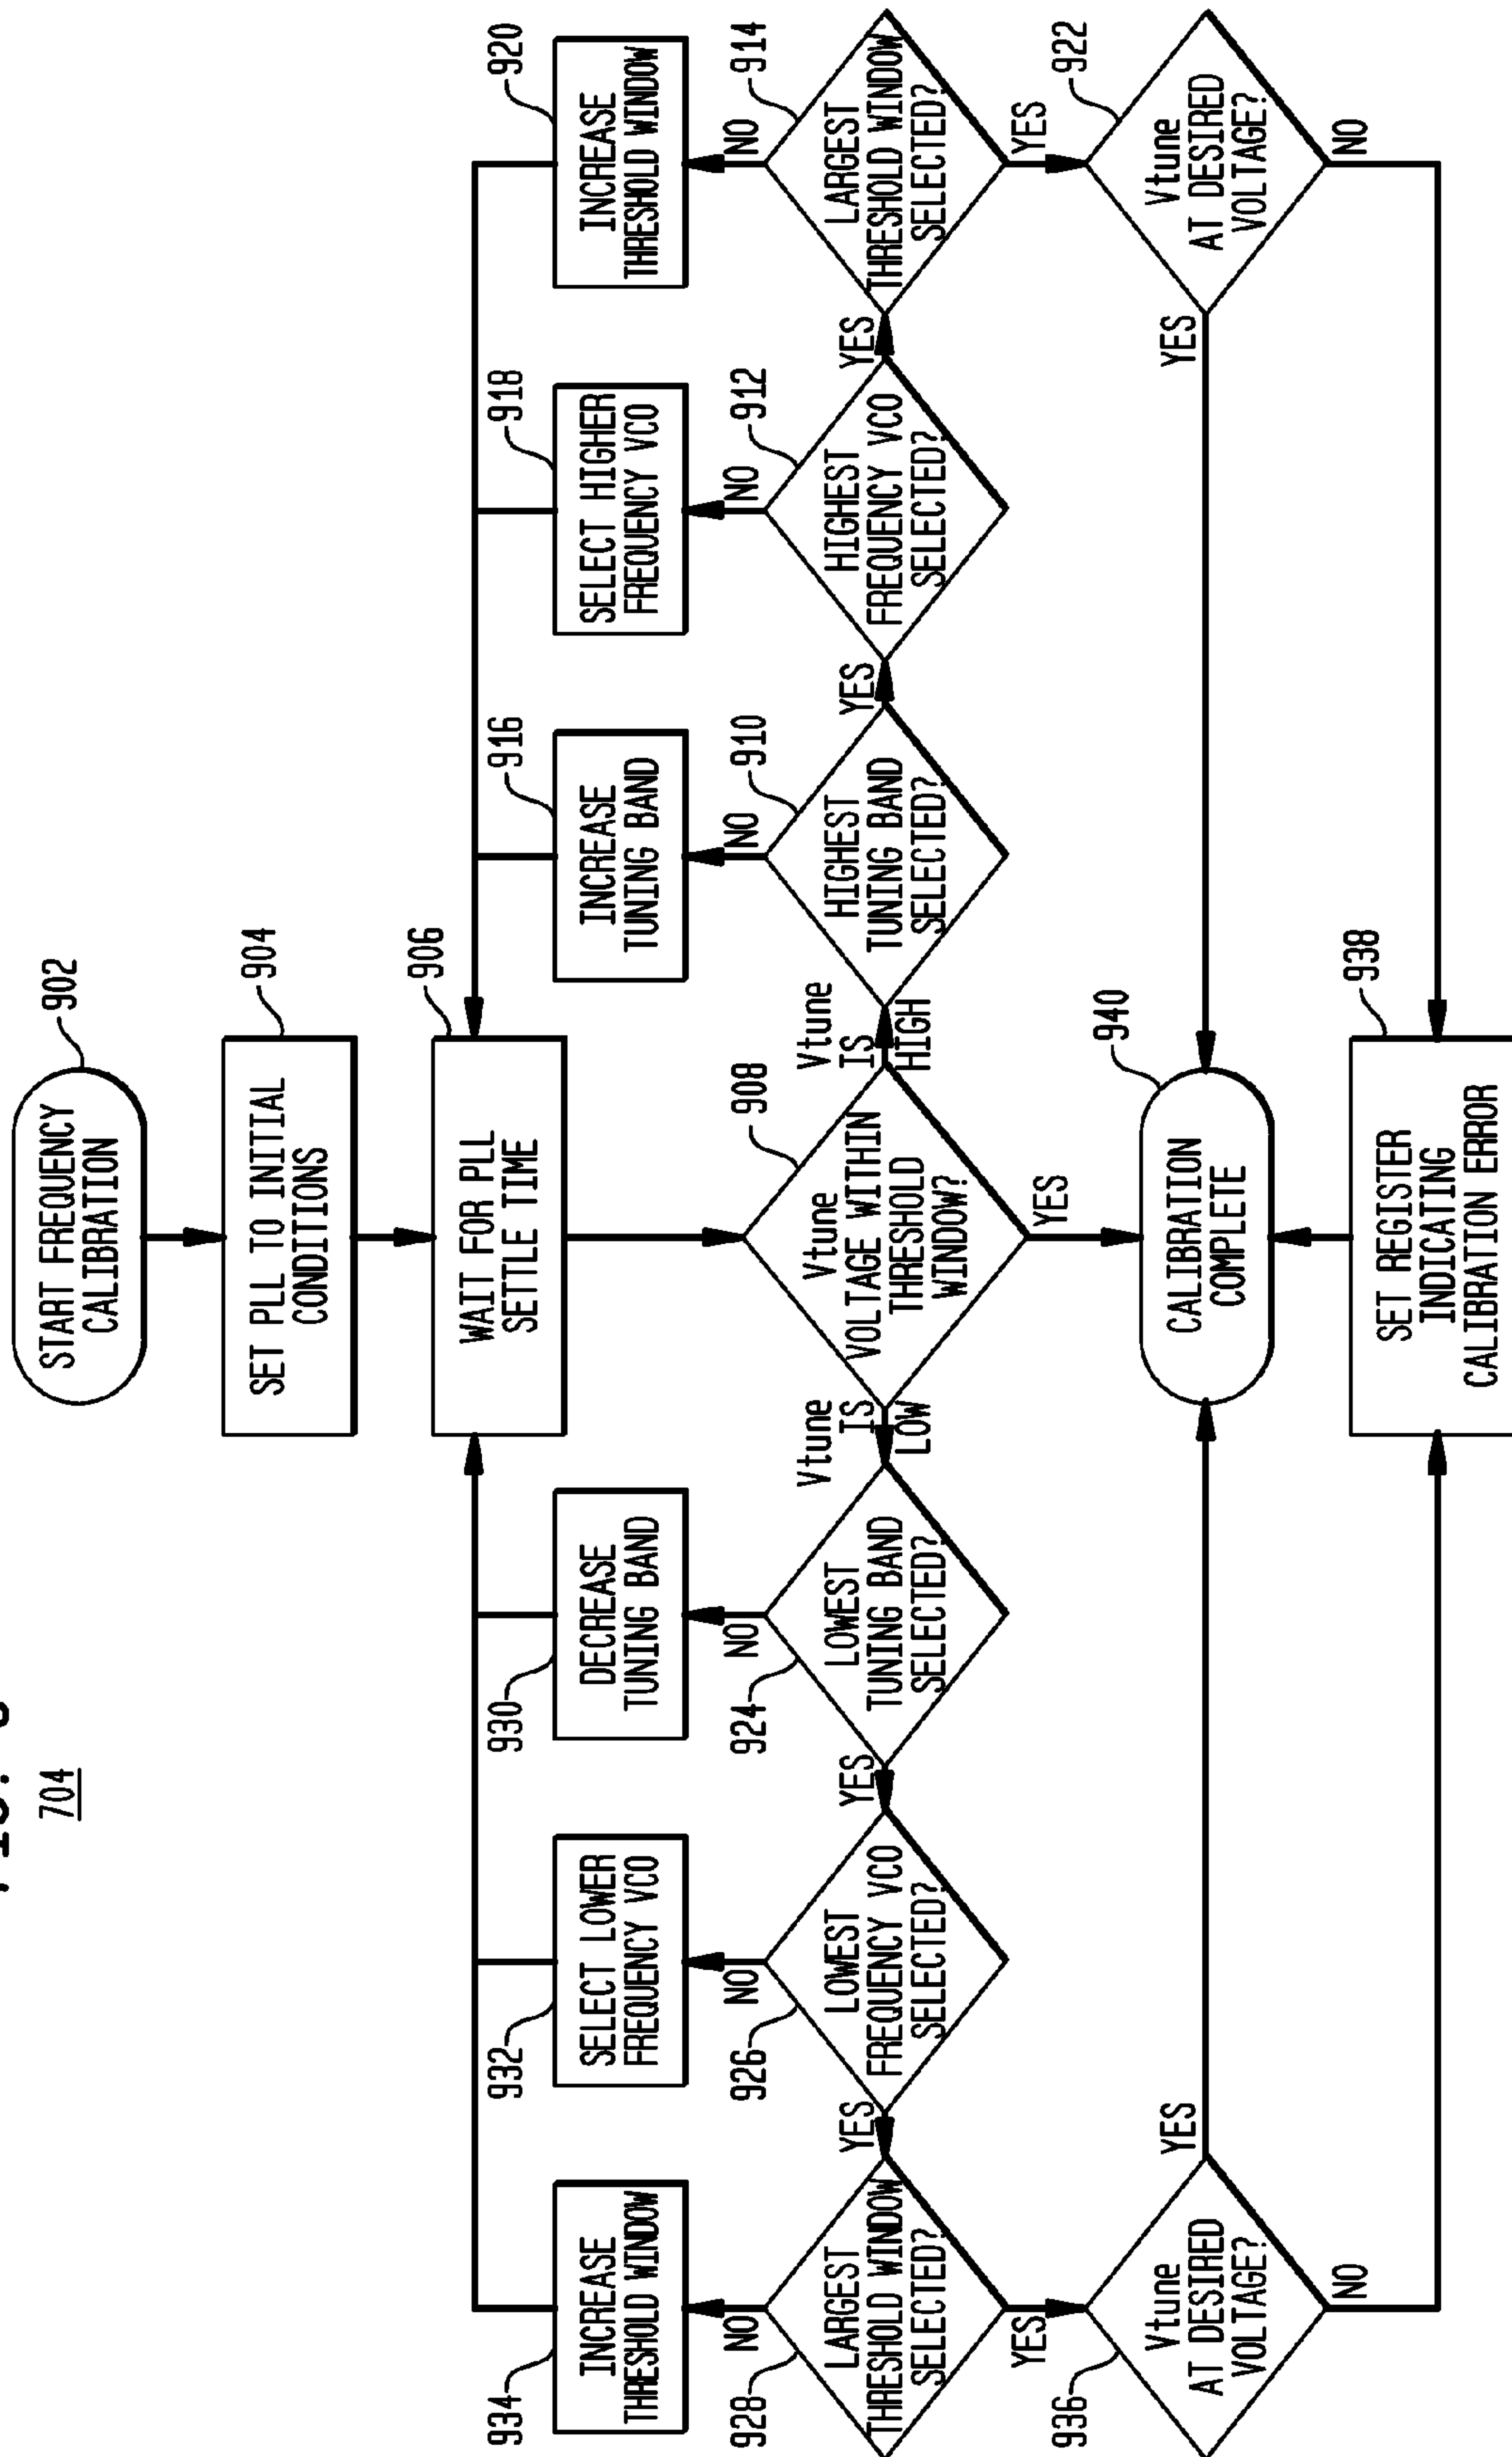 704
START FREQUENCY
CALIBRATION
902
SET PLL TO INITIAL
CONDITIONS
904
WAIT FOR PLL
SETTLE TIME
906
934
INCREASE
THRESHOLD WINDOW
932
SELECT LOWER
FREQUENCY VCO
930
DECREASE
TUNING BAND
INCREASE
TUNING BAND
916
SELECT HIGHER
FREQUENCY VCO
918
INCREASE
THRESHOLD WINDOW
920
NO
NO
NO
NO
NO
NO
928
LARGEST
THRESHOLD WINDOW
SELECTED?
YES
926
LOWEST
FREQUENCY VCO
SELECTED?
YES
924
LOWEST
TUNING BAND
SELECTED?
Vtune
IS
LOW
Vtune
VOLTAGE WITHIN
THRESHOLD
WINDOW?
908
Vtune
IS
HIGH
HIGHEST
TUNING BAND
SELECTED?
910
YES
HIGHEST
FREQUENCY VCO
SELECTED?
912
YES
LARGEST
THRESHOLD WINDOW
SELECTED?
914
YES
YES
YES
936
Vtune
AT DESIRED
VOLTAGE?
YES
CALIBRATION
COMPLETE
940
YES
Vtune
AT DESIRED
VOLTAGE?
922
NO
NO
SET REGISTER
INDICATING
CALIBRATION ERROR
938